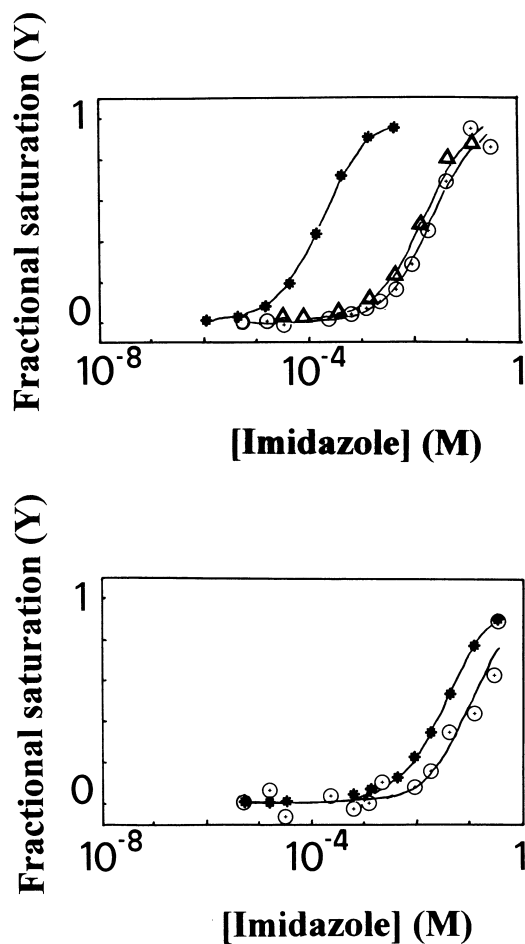 Fractional saturation (Y)
1
0
10-8
10-4
1
[Imidazole] (M)
Fractional saturation (Y)
1
0
10-8
10-4
1
[Imidazole] (M)